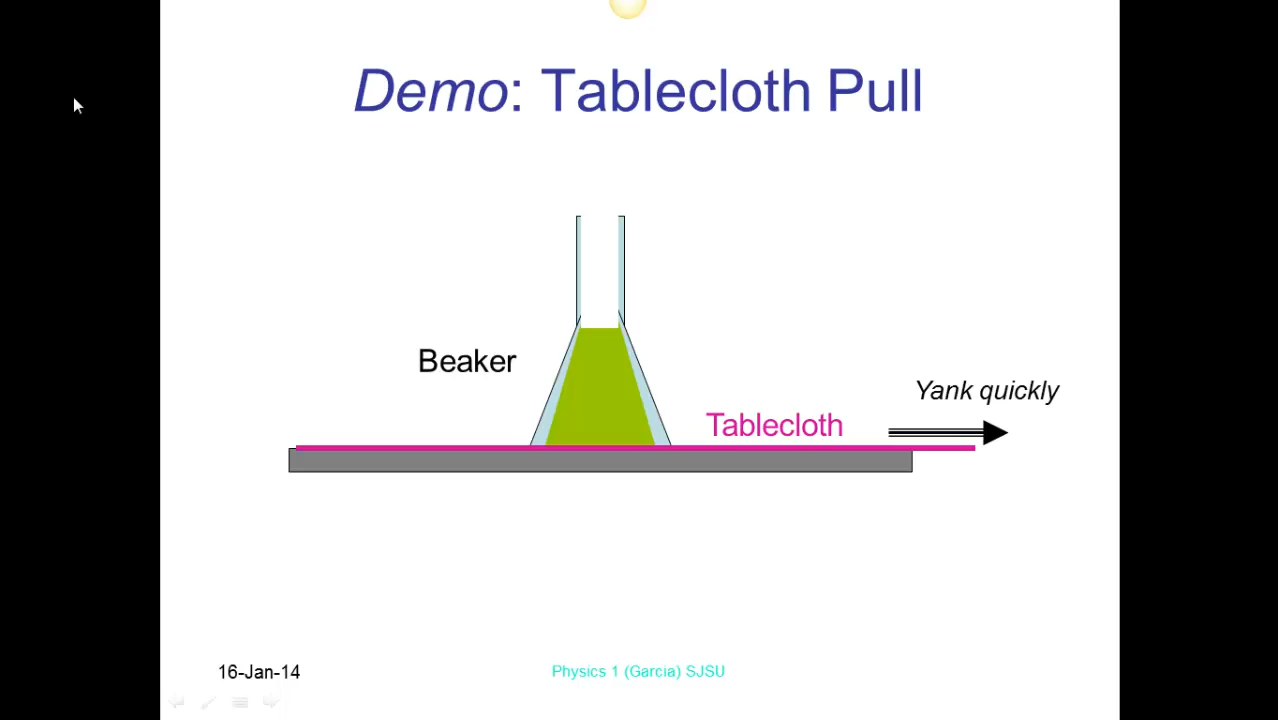 Demo: Tablecloth Pull
Beaker
Yank quickly
Tablecloth
16-Jan-14
Physics 1 (Garcia) SJSU